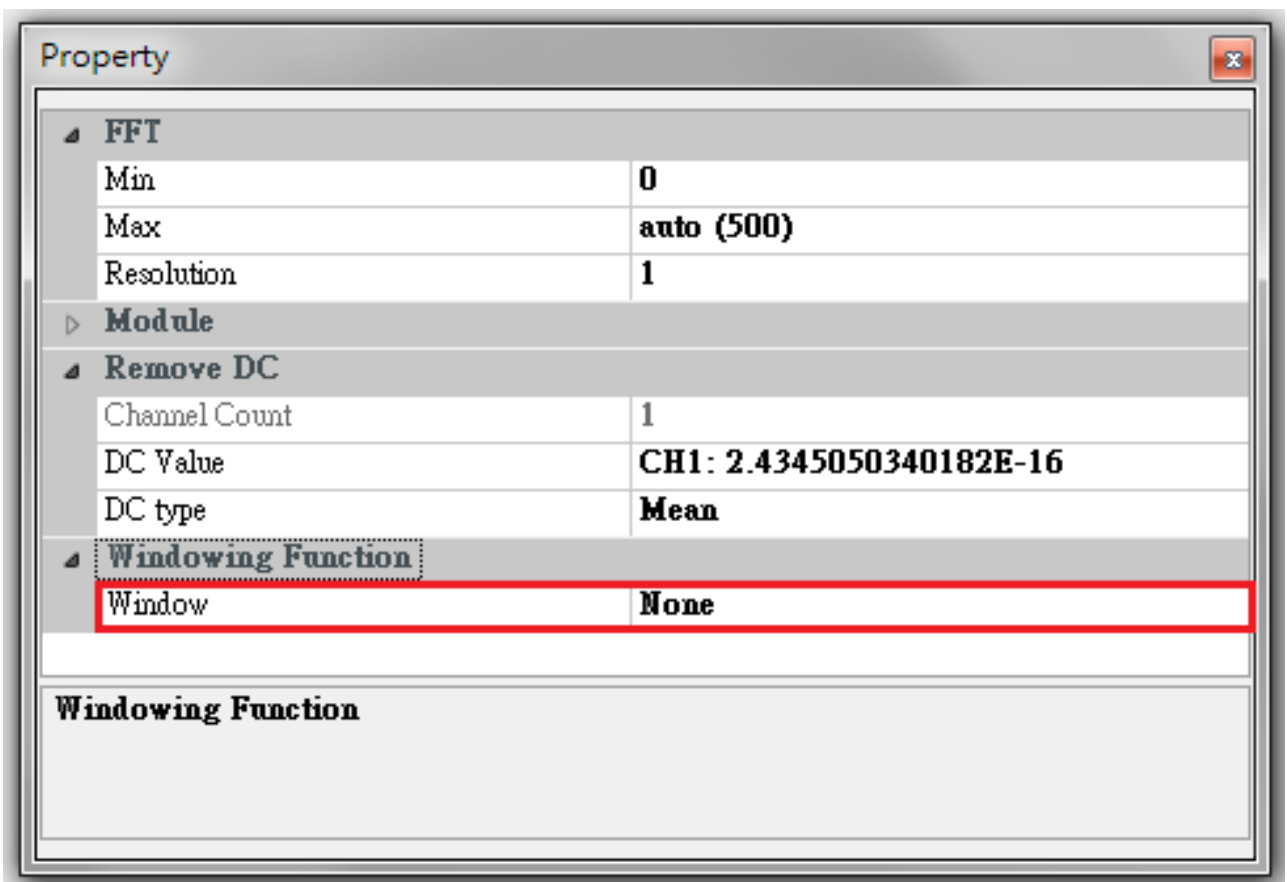 Property
FFT
Min 0
Max auto (500)
Resolution 1
Module
Remove DC
Channel Count 1
DC Value CH1: 2.4345050340182E-16
DC type Mean
Windowing Function
Window None
Windowing Function